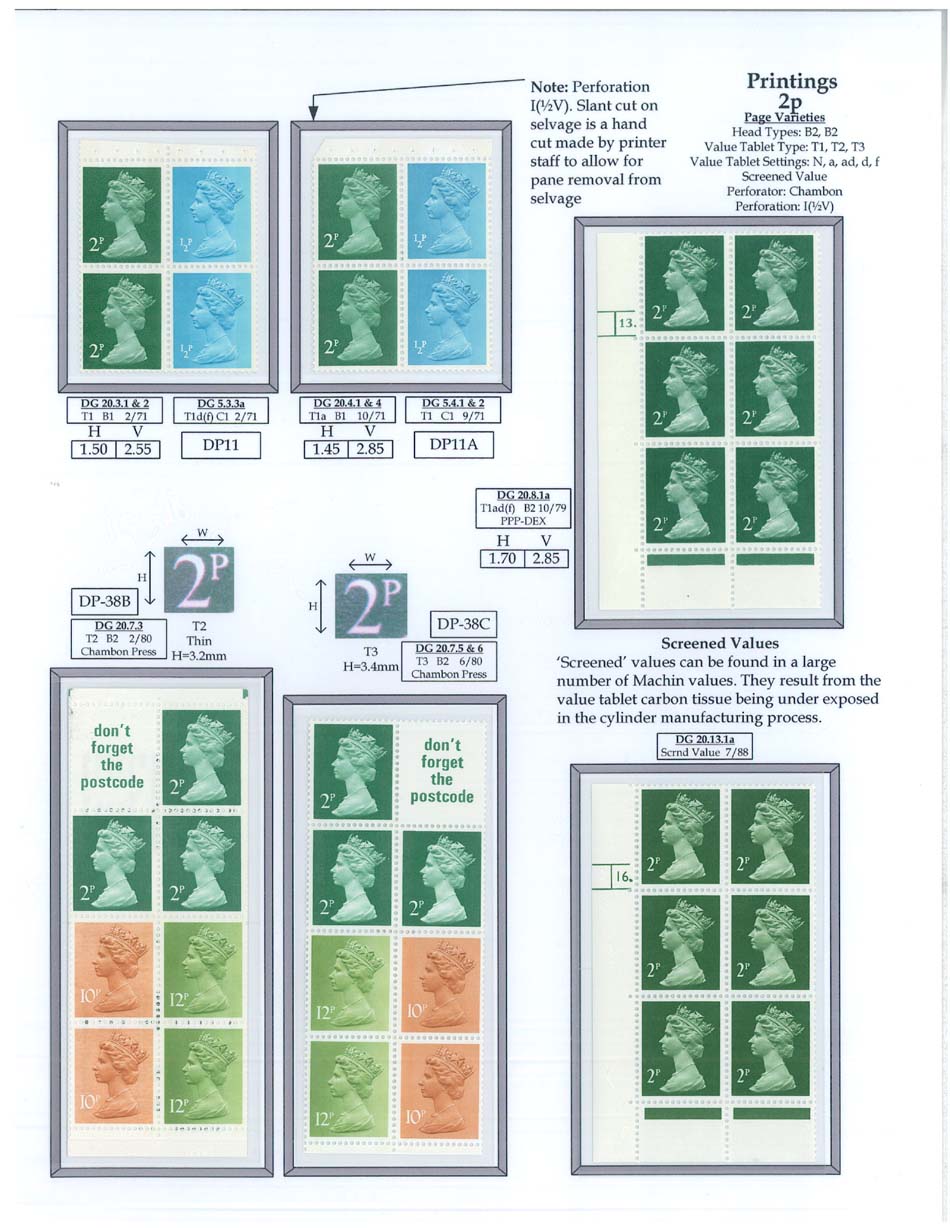 Printings
2p
Page Varieties
Head Types: B2, B2
Value Tablet Type: T1, T2, T3
Value Tablet Settings: N, a, ad, d, f
Screened Value
Perforator: Chambon
Perforation: I(½V)
Note: Perforation
I(½V). Slant cut on
selvage is a hand
cut made by printer
staff to allow for
pane removal from
selvage
2P ½P
2P ½P
DG 20.3.1 & 2
T1 B1 2/71
H V
1.50 2.55
DG 5.3.3a
T1d(f) C1 2/71
DP11
2P ½P
2P ½P
DG 20.4.1 & 4
T1a B1 10/71
H V
1.45 2.85
DG 5.4.1 & 2
T1 C1 9/71
DP11A
13.
2P 2P
2P 2P
2P 2P
DG 20.8.1a
T1ad(f) B2 10/79
PPP-DEX
H V
1.70 2.85
W
H
2P
DP-38B
DG 20.7.3
T2 B2 2/80
Chambon Press
T2
Thin
H=3.2mm
W
H
2P
T3
H=3.4mm
DP-38C
DG 20.7.5 & 6
T3 B2 6/80
Chambon Press
Screened Values
'Screened' values can be found in a large
number of Machin values. They result from the
value tablet carbon tissue being under exposed
in the cylinder manufacturing process.
DG 20.13.1a
Scrnd Value 7/88
don't
forget
the
postcode
2P
2P 2P
10P 12P
10P 12P
2P
don't
forget
the
postcode
2P 2P
12P 10P
12P 10P
16.
2P 2P
2P 2P
2P 2P